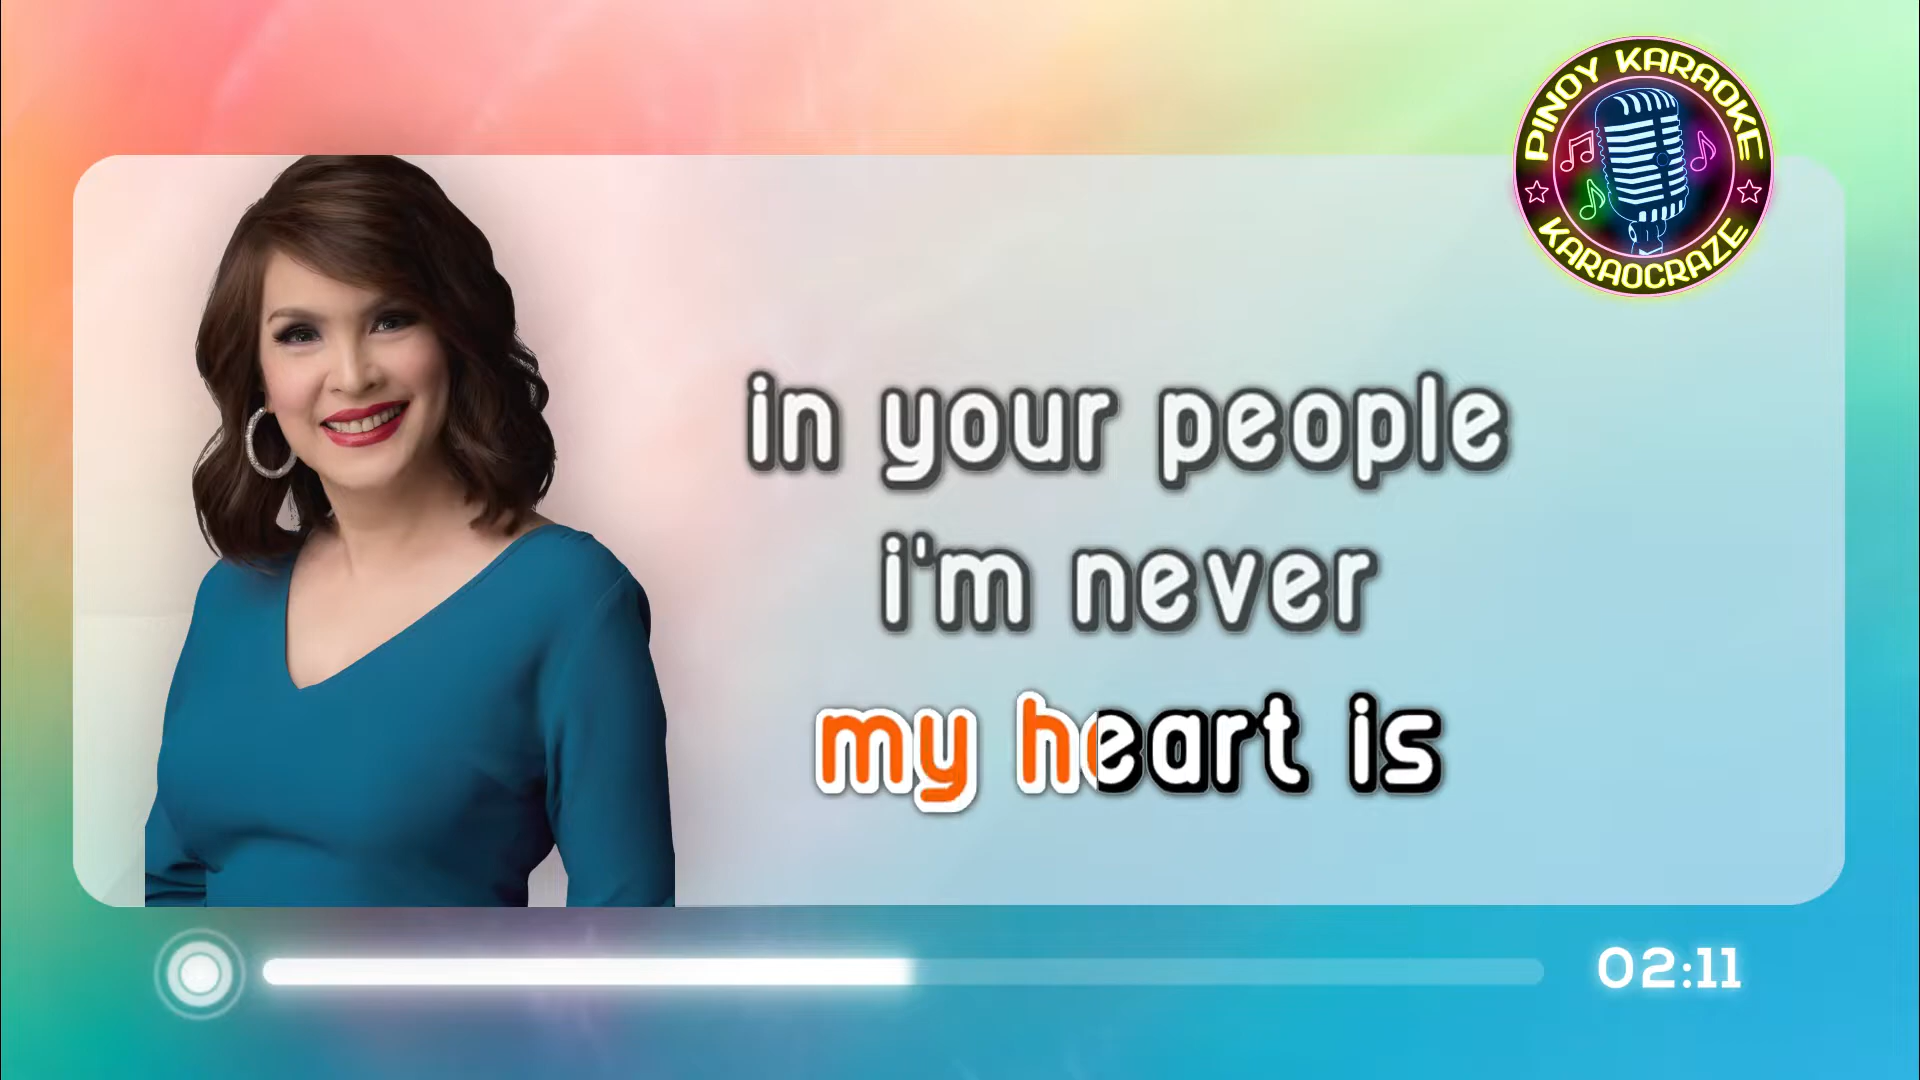 PINOY KARAOKE
KARAOCRAZE
in your people
i'm never
my heart is
02:11